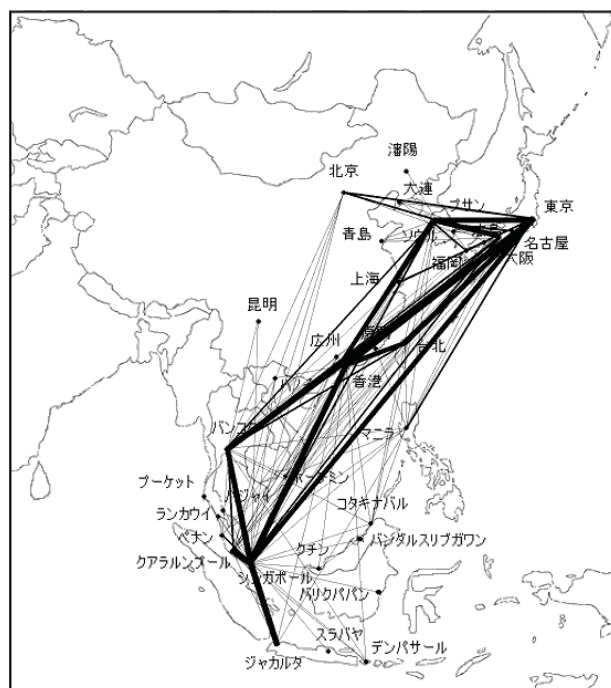 瀋陽
北京
大連
プサン
東京
青島
ソウル
名古屋
福岡
大阪
上海
昆明
広州
台北
香港
バンコク
マニラ
プーケット
ホーチミン
ハジャイ
ランカウイ
コタキナバル
ペナン
バンダルスリブガワン
クチン
クアラルンプール
シンガポール
バリクパパン
スラバヤ
デンパサール
ジャカルタ